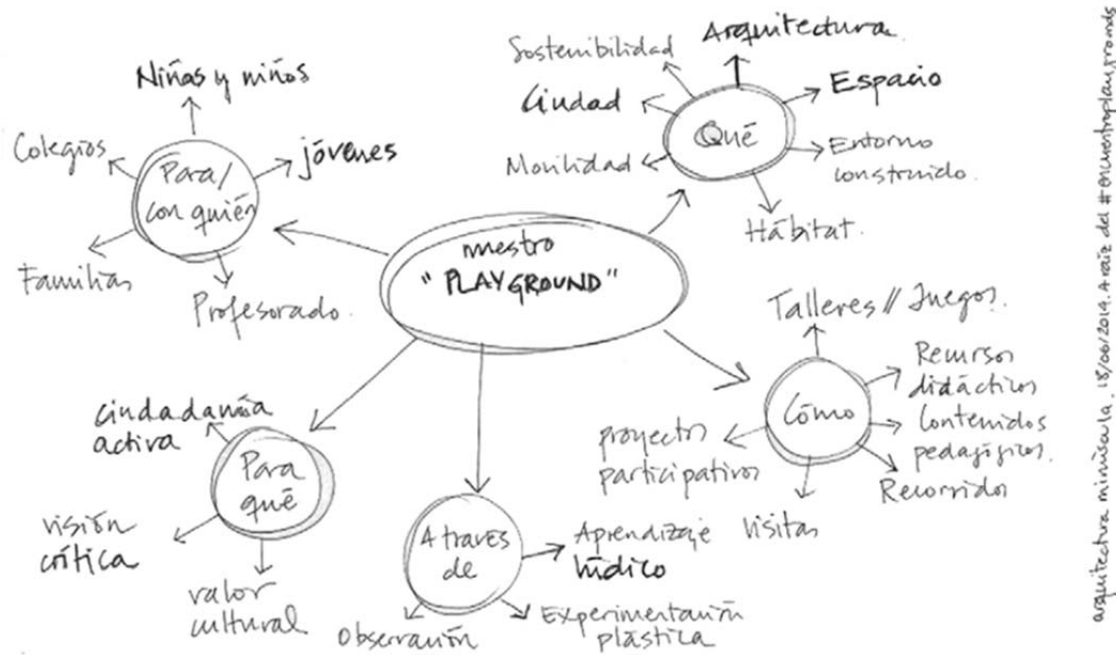 Niñas y niños
Colegios
jóvenes
Para/
con quién
Familias
Profesorado.
Sostenibilidad
Arquitectura
Ciudad
Espacio
Qué
Movilidad
Entorno
construido.
Hábitat.
nuestro
"PLAYGROUND"
Talleres // Juegos.
Recursos
didácticos
Cómo
Contenidos
pedagógicos.
proyectos
participativos
Recorridos
visitas
ciudadanía
activa
Para
qué
visión
crítica
valor
cultural
A través
de
Aprendizaje
lúdico
Observación
Experimentación
plástica
arquitectura minúscula. 18/06/2014 A raíz del #encuentroplaygrounds